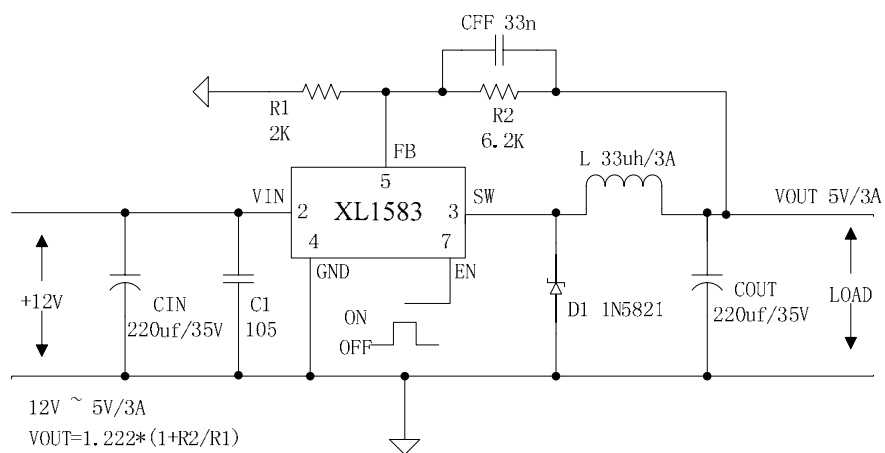 CFF 33n
R1
2K
R2
6.2K
FB
L 33uh/3A
5
VIN
2
XL1583
3
SW
VOUT 5V/3A
4
7
GND
EN
+12V
CIN
220uf/35V
C1
105
ON
OFF
D1 1N5821
COUT
220uf/35V
LOAD
12V ~ 5V/3A
VOUT=1.222*(1+R2/R1)